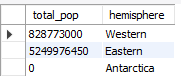 total_pop hemisphere
828773000 Western
5249976450 Eastern
0 Antarctica